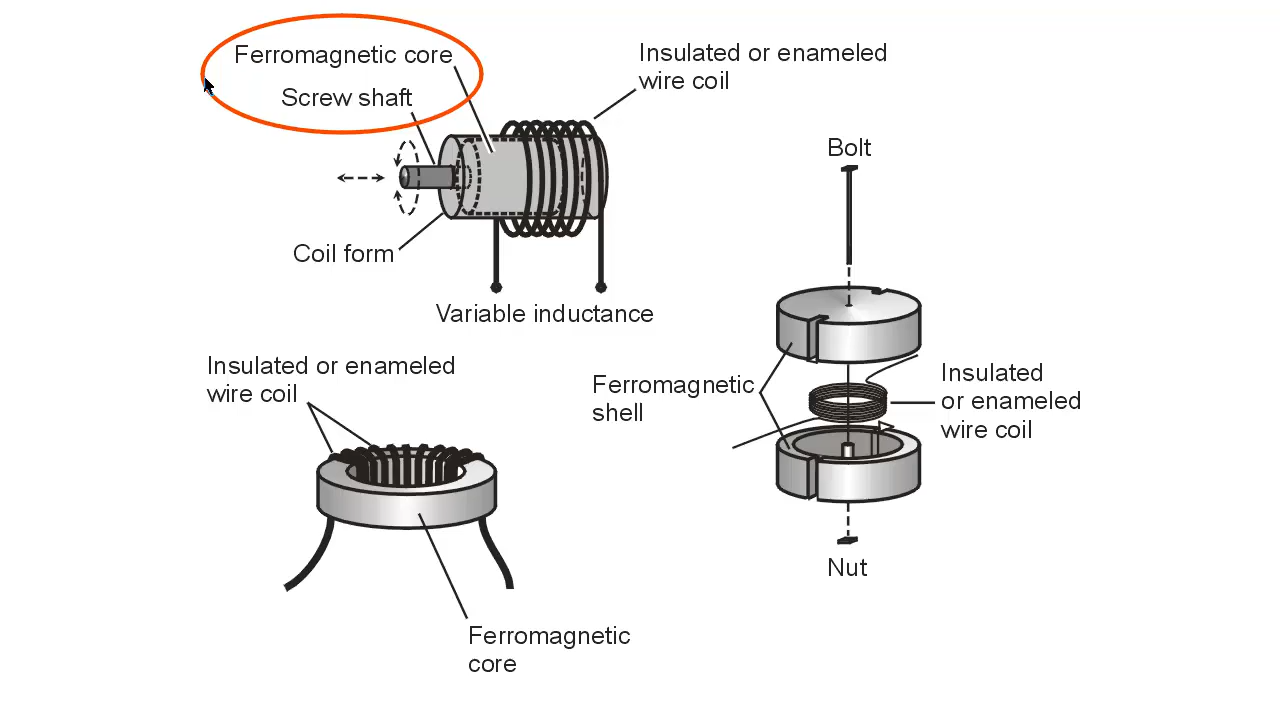 Ferromagnetic core
Screw shaft
Insulated or enameled
wire coil
Coil form
Variable inductance
Bolt
Insulated or enameled
wire coil
Ferromagnetic
shell
Insulated
or enameled
wire coil
Nut
Ferromagnetic
core